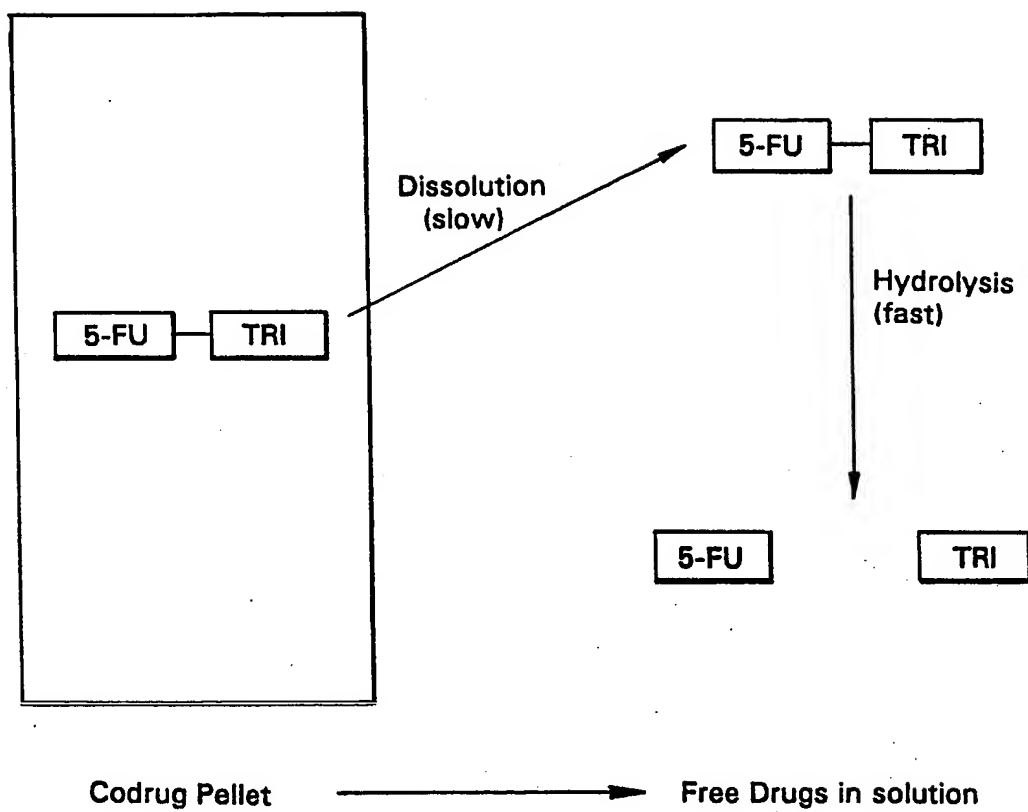 5-FU TRI
Dissolution
(slow)
5-FU TRI
Hydrolysis
(fast)
5-FU TRI
Codrug Pellet Free Drugs in solution